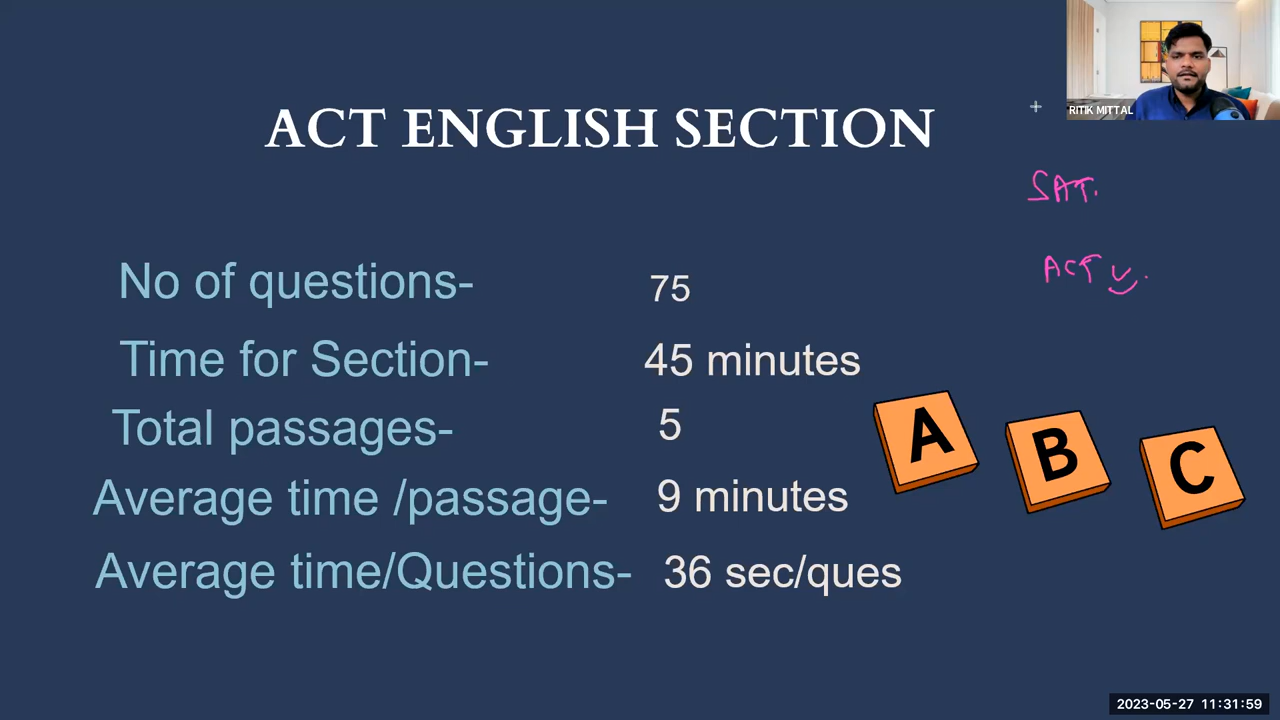 RITIK MITTAL
ACT ENGLISH SECTION
SAT.
ACT
No of questions- 75
Time for Section- 45 minutes
Total passages- 5
Average time /passage- 9 minutes
Average time/Questions- 36 sec/ques
A B C
2023-05-27 11:31:59